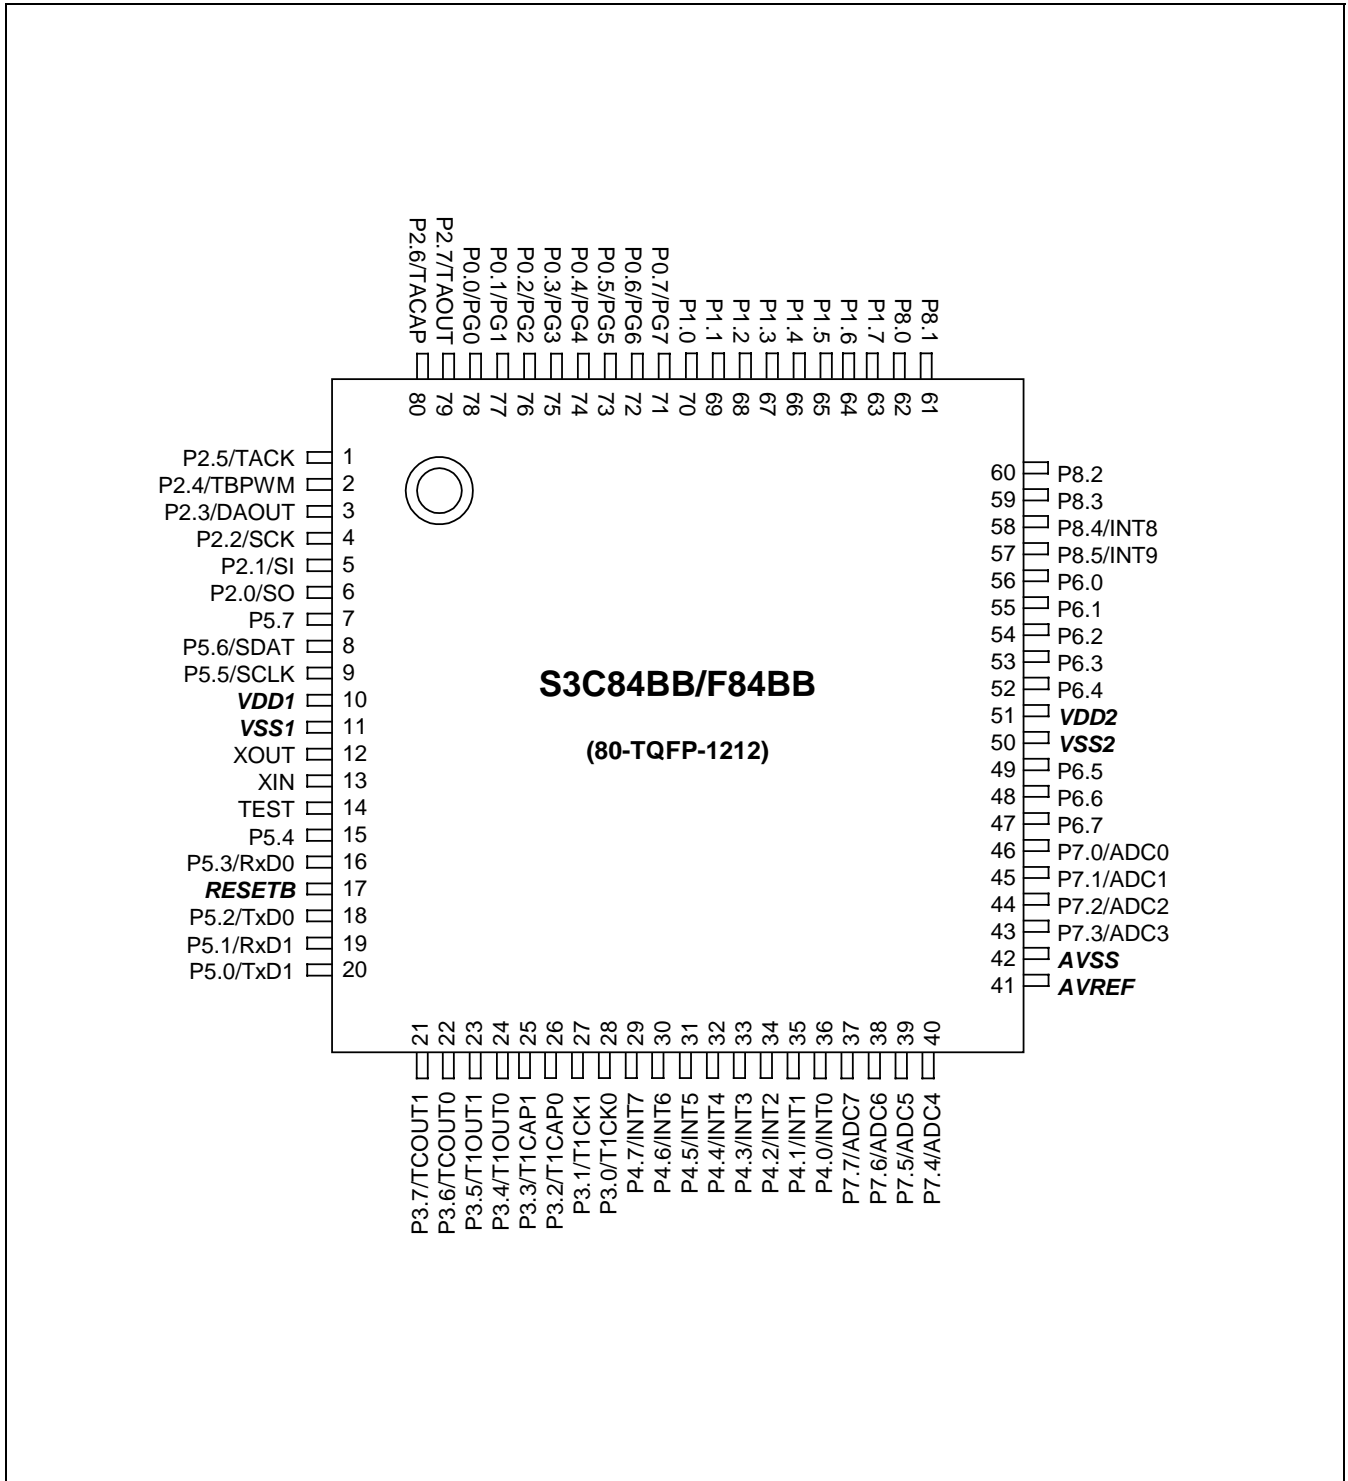 P2.6/TACAP
P2.7/TAOUT
P0.0/PG0
P0.1/PG1
P0.2/PG2
P0.3/PG3
P0.4/PG4
P0.5/PG5
P0.6/PG6
P0.7/PG7
P1.0
P1.1
P1.2
P1.3
P1.4
P1.5
P1.6
P1.7
P8.0
P8.1
80
79
78
77
76
75
74
73
72
71
70
69
68
67
66
65
64
63
62
61
P2.5/TACK 1
P2.4/TBPWM 2
P2.3/DAOUT 3
P2.2/SCK 4
P2.1/SI 5
P2.0/SO 6
P5.7 7
P5.6/SDAT 8
P5.5/SCLK 9
VDD1 10
VSS1 11
XOUT 12
XIN 13
TEST 14
P5.4 15
P5.3/RxD0 16
RESETB 17
P5.2/TxD0 18
P5.1/RxD1 19
P5.0/TxD1 20
S3C84BB/F84BB
(80-TQFP-1212)
60 P8.2
59 P8.3
58 P8.4/INT8
57 P8.5/INT9
56 P6.0
55 P6.1
54 P6.2
53 P6.3
52 P6.4
51 VDD2
50 VSS2
49 P6.5
48 P6.6
47 P6.7
46 P7.0/ADC0
45 P7.1/ADC1
44 P7.2/ADC2
43 P7.3/ADC3
42 AVSS
41 AVREF
21
22
23
24
25
26
27
28
29
30
31
32
33
34
35
36
37
38
39
40
P3.7/TCOUT1
P3.6/TCOUT0
P3.5/T1OUT1
P3.4/T1OUT0
P3.3/T1CAP1
P3.2/T1CAP0
P3.1/T1CK1
P3.0/T1CK0
P4.7/INT7
P4.6/INT6
P4.5/INT5
P4.4/INT4
P4.3/INT3
P4.2/INT2
P4.1/INT1
P4.0/INT0
P7.7/ADC7
P7.6/ADC6
P7.5/ADC5
P7.4/ADC4